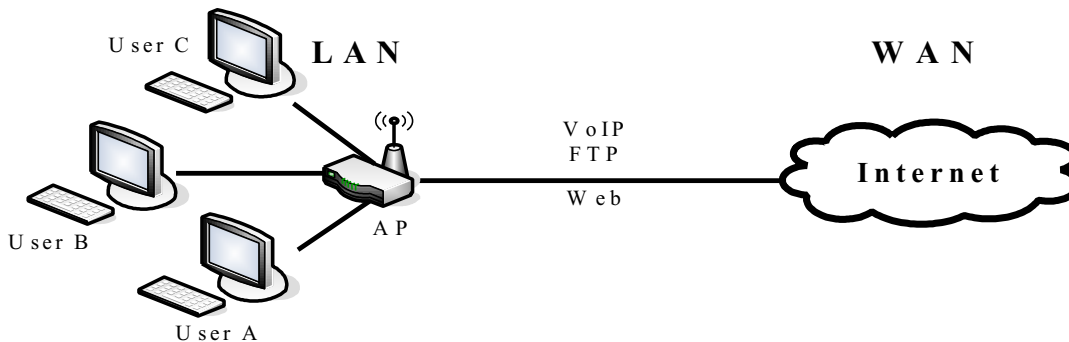 User C
LAN
WAN
VoIP
FTP
Web
Internet
AP
User B
User A